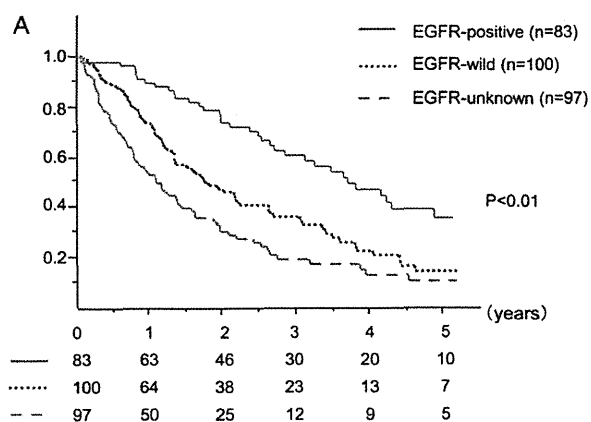 A
EGFR-positive (n=83)
EGFR-wild (n=100)
EGFR-unknown (n=97)
1.0
0.8
0.6
0.4
0.2
P<0.01
0 1 2 3 4 5 (years)
83 63 46 30 20 10
100 64 38 23 13 7
97 50 25 12 9 5